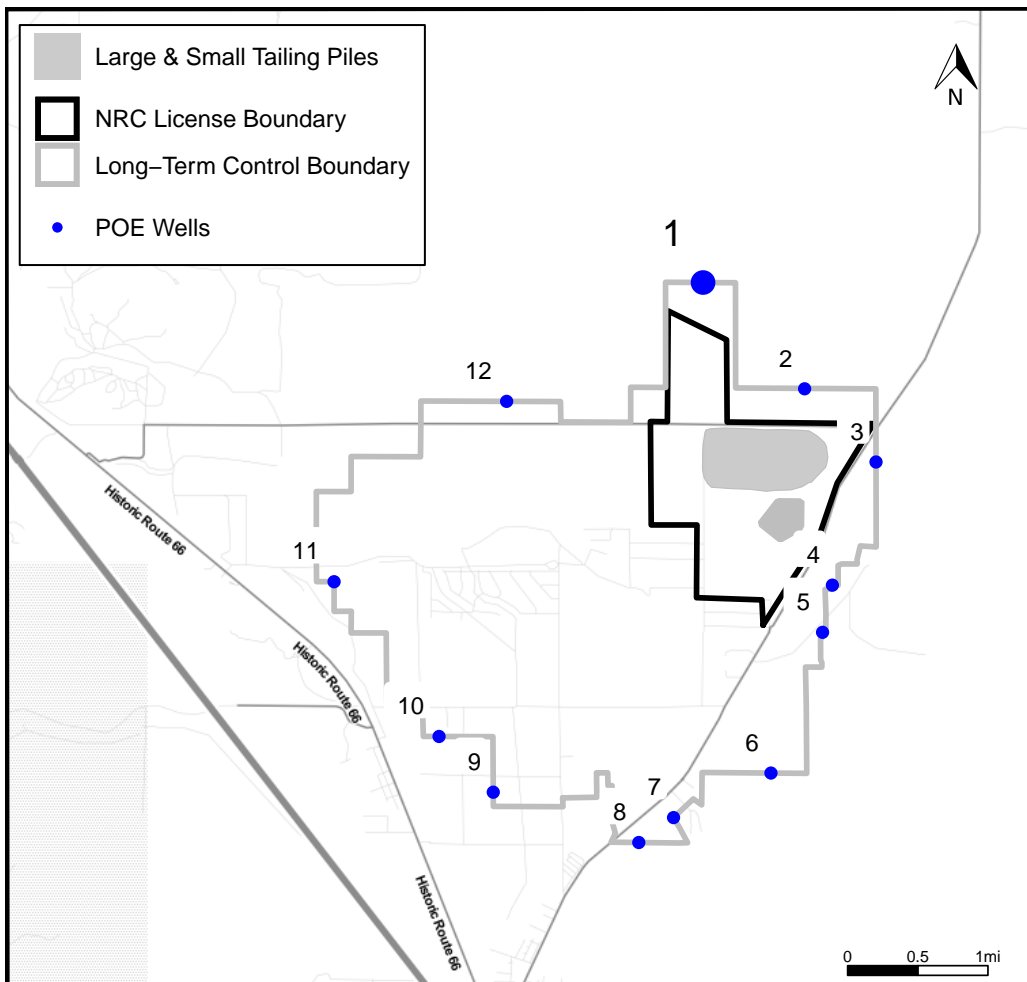 Large & Small Tailing Piles
NRC License Boundary
Long−Term Control Boundary
POE Wells
N
1
2
12
3
Historic Route 66
11
4
5
Historic Route 66
10
6
9
7
8
Historic Route 66
0 0.5 1mi